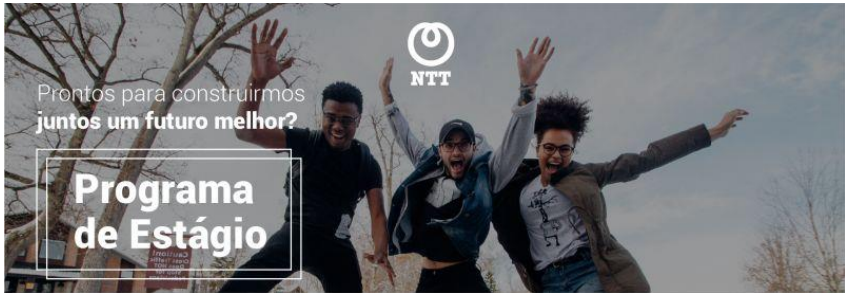 NTT
Prontos para construirmos
juntos um futuro melhor?
Programa
de Estágio